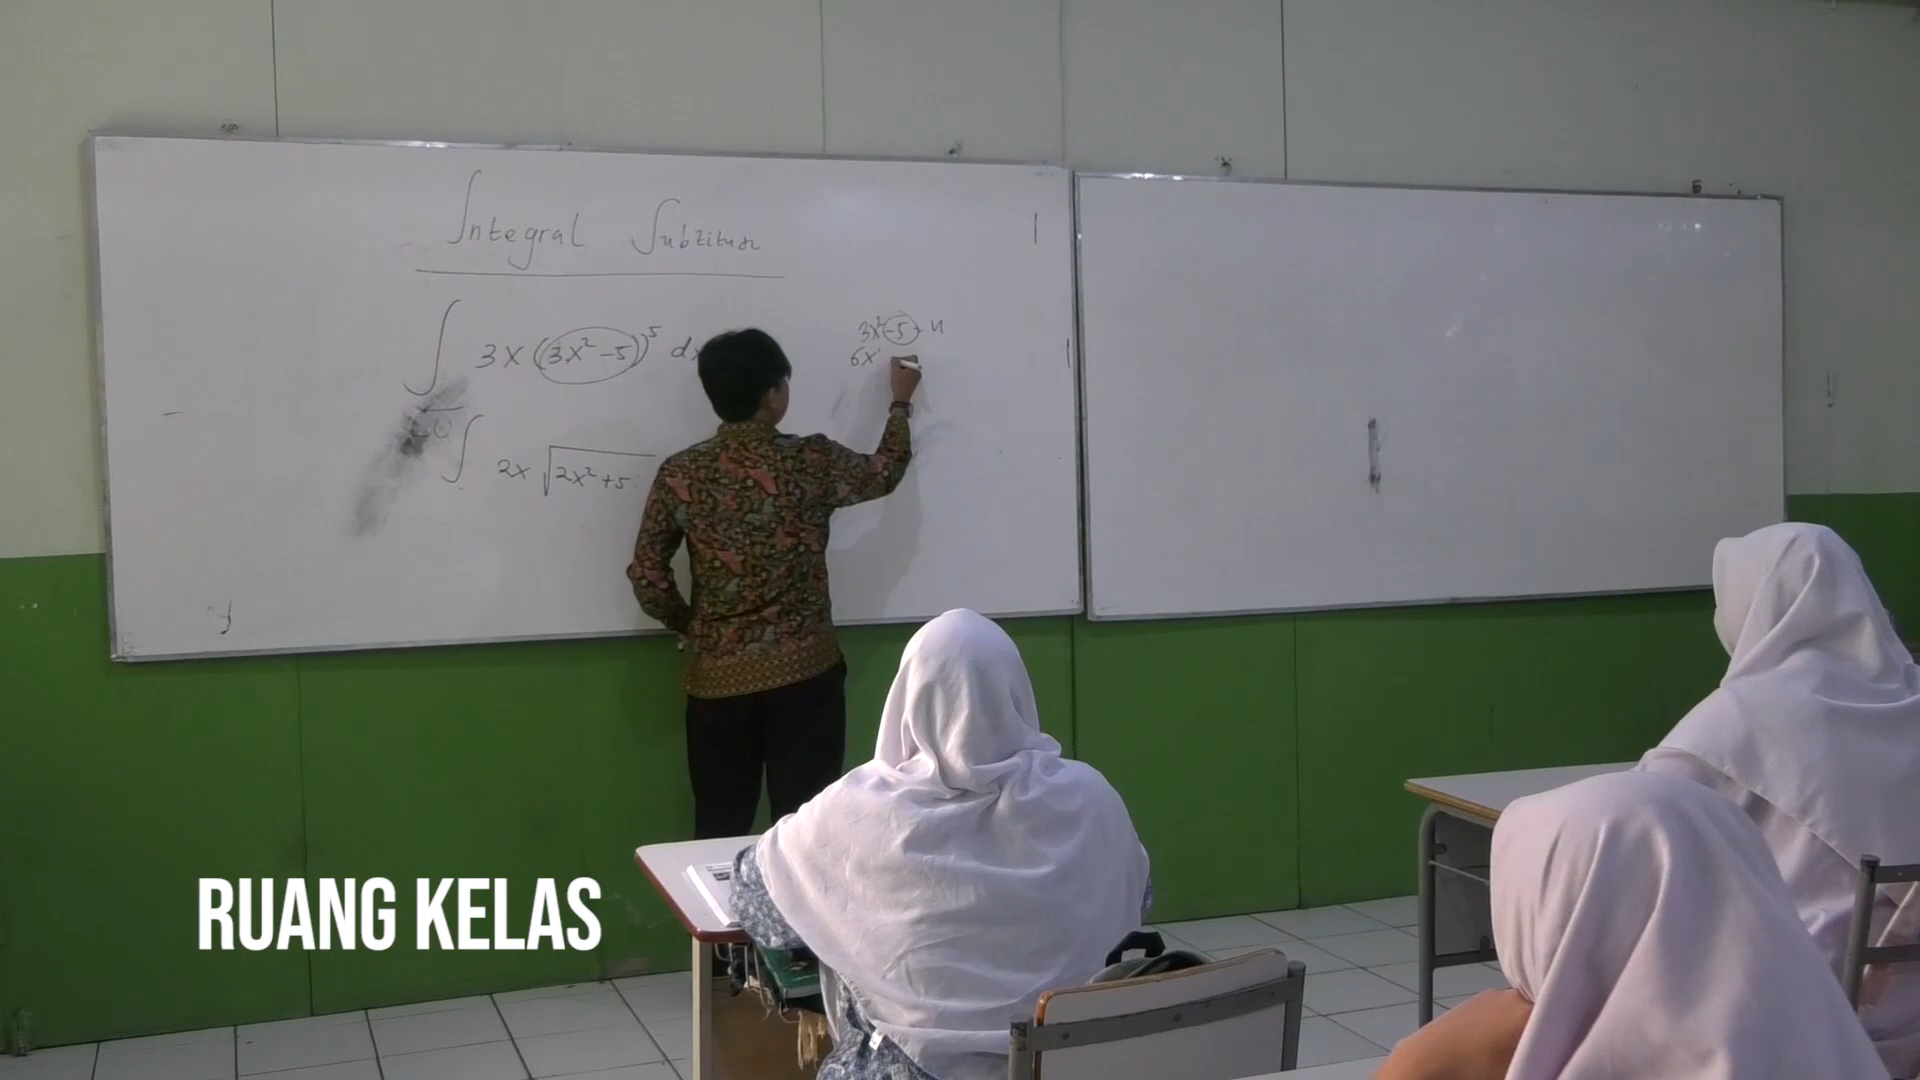 Integral Subtitusi
∫ 3x (3x² -5)⁵ dx
∫ 2x √2x² +5
3x² -5 = u
6x'
y
RUANG KELAS